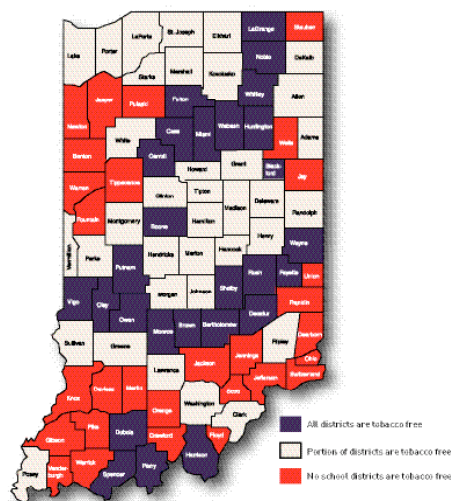 Steuben
LaGrange
St. Joseph
Elkhart
LaPorte
Porter
Lake
Noble
DeKalb
Marshall
Starke
Kosciusko
Whitley
Allen
Jasper
Pulaski
Fulton
Newton
Cass
Miami
Wabash
Huntington
Wells
Adams
White
Benton
Carroll
Howard
Grant
Black-
ford
Jay
Warren
Tippecanoe
Clinton
Tipton
Delaware
Randolph
Madison
Fountain
Montgomery
Boone
Hamilton
Henry
Wayne
Vermillion
Parke
Putnam
Hendricks
Marion
Hancock
Rush
Fayette
Union
Shelby
Morgan
Johnson
Vigo
Clay
Owen
Franklin
Decatur
Monroe
Brown
Bartholomew
Sullivan
Greene
Ripley
Dearborn
Jennings
Jackson
Ohio
Switzerland
Lawrence
Jefferson
Scott
Knox
Daviess
Martin
Washington
Orange
Clark
Gibson
Pike
Dubois
Crawford
Floyd
Harrison
Posey
Vander-
burgh
Warrick
Spencer
Perry
All districts are tobacco free
Portion of districts are tobacco free
No school districts are tobacco free